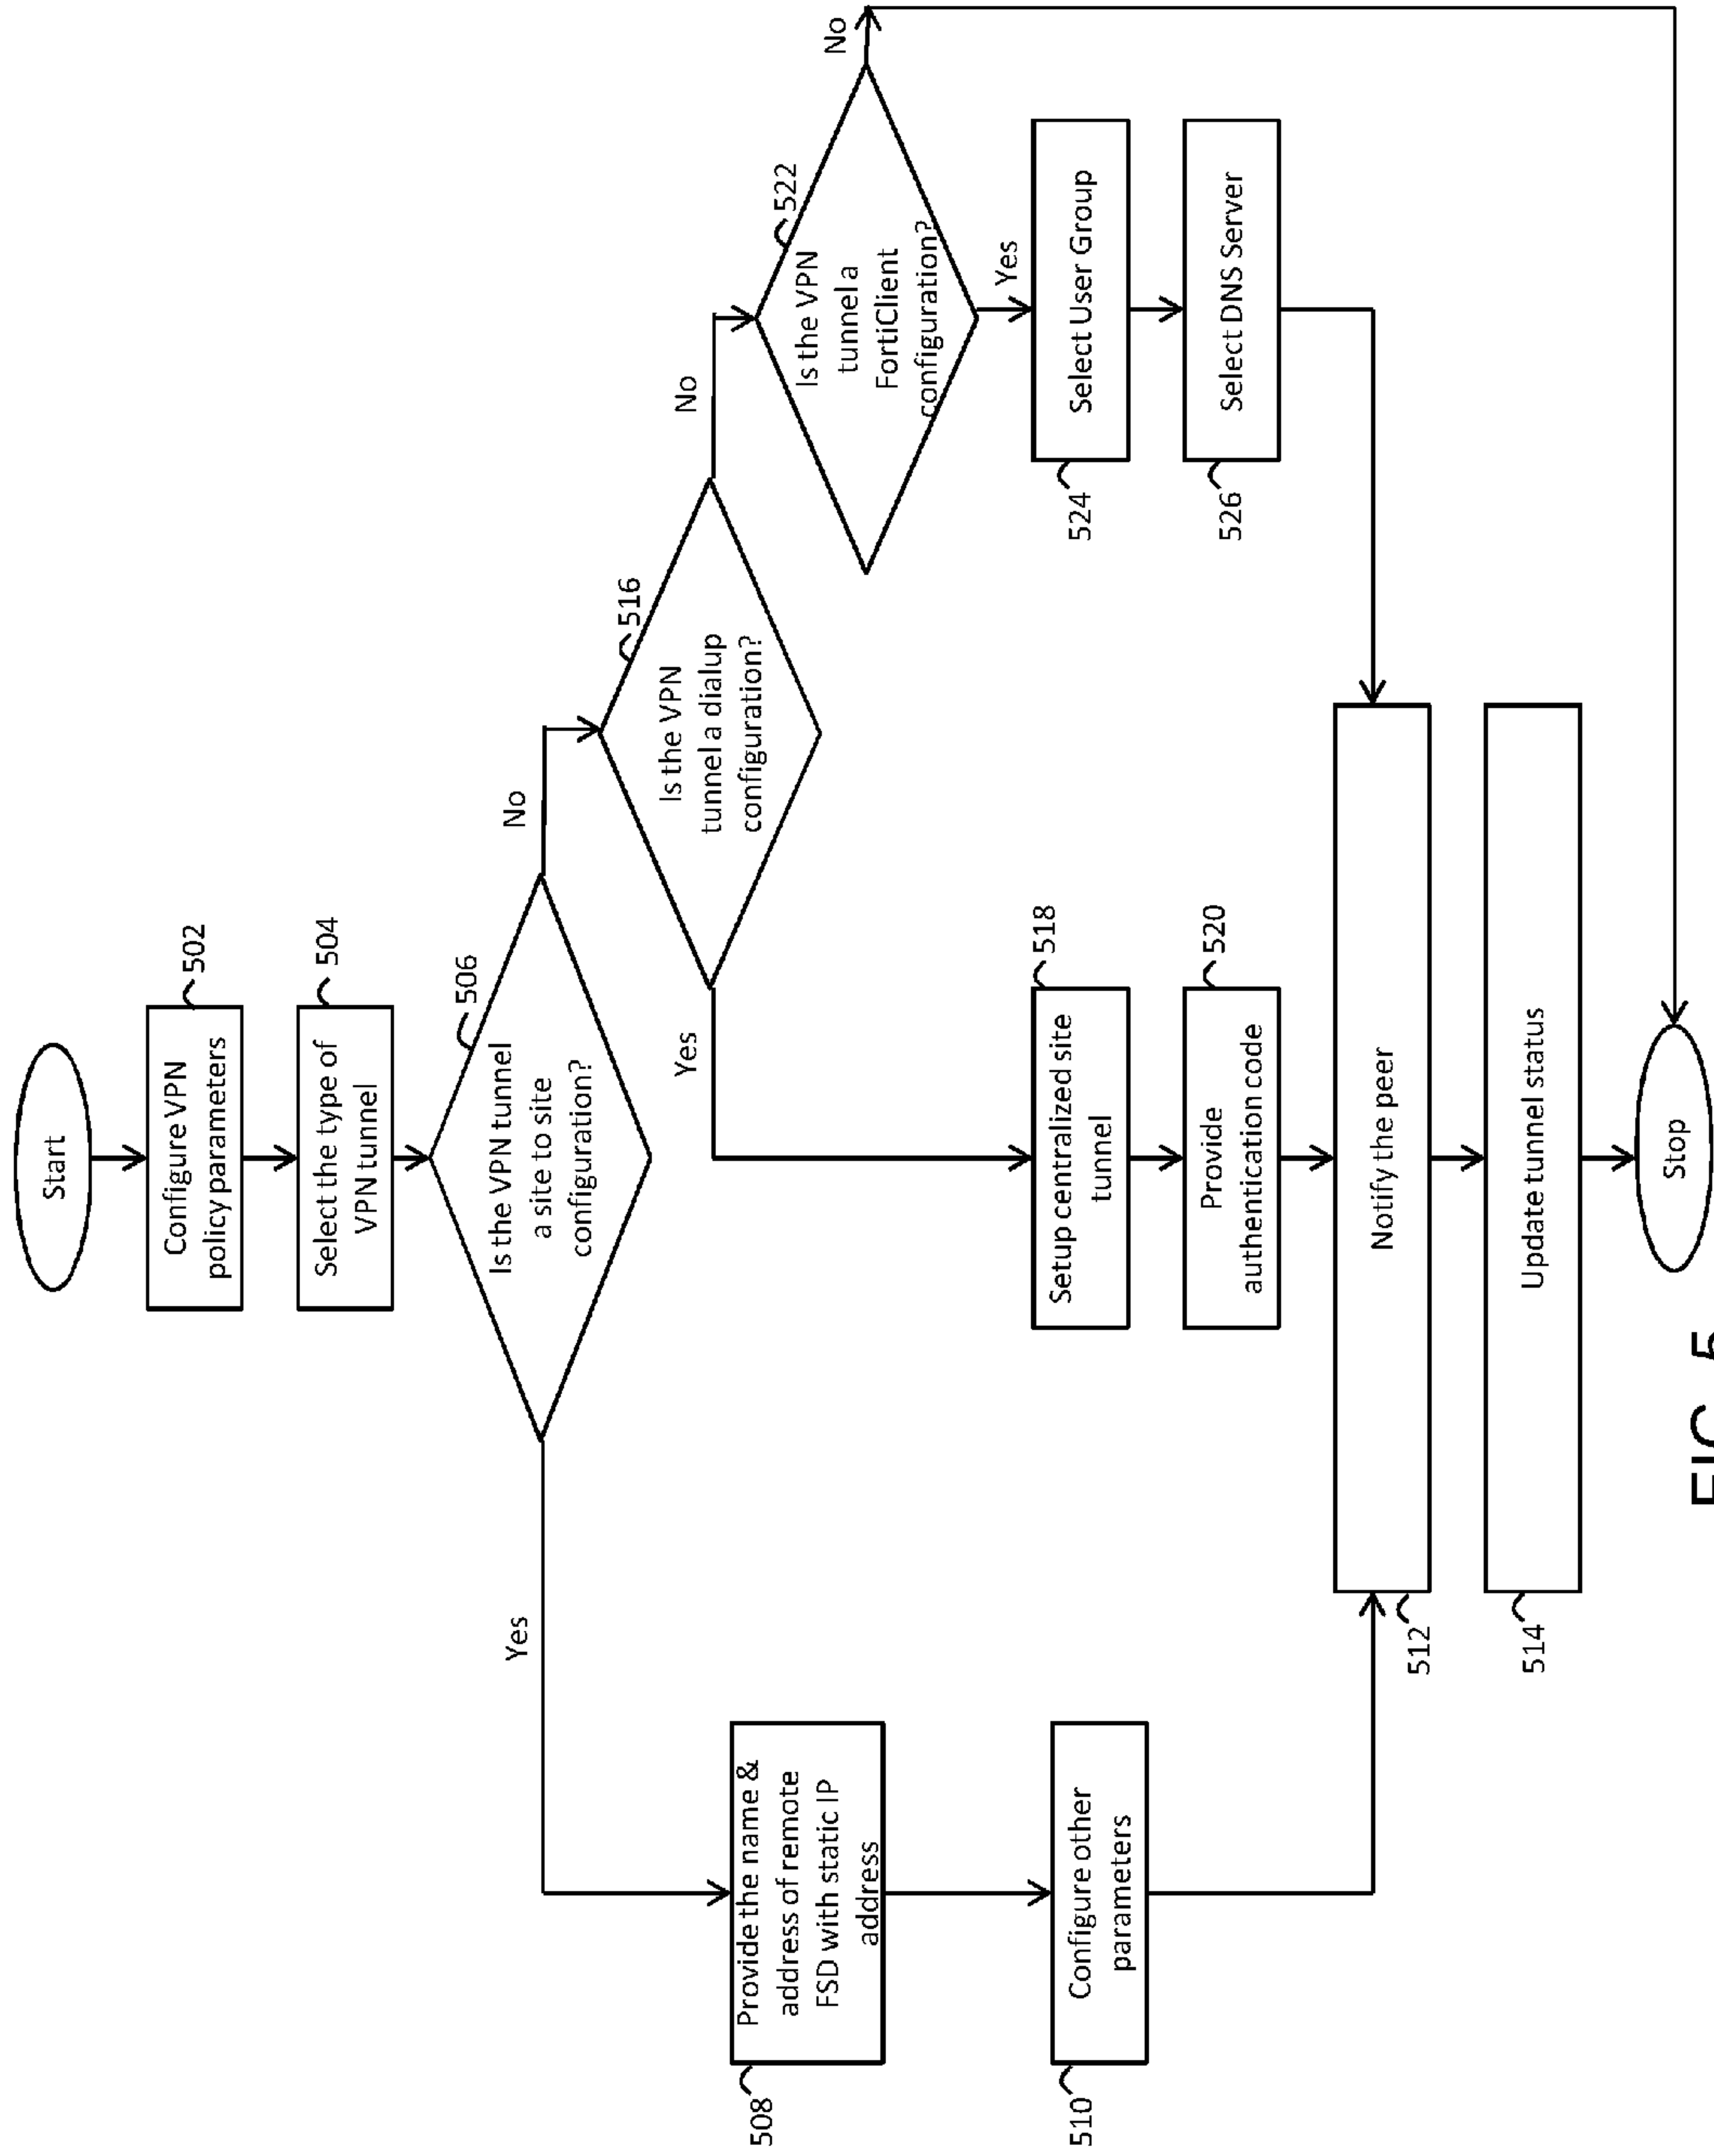 Start
Configure VPN
policy parameters
502
Select the type of
VPN tunnel
504
Is the VPN tunnel
a site to site
configuration?
506
Yes
No
Is the VPN
tunnel a dialup
configuration?
516
Yes
No
Is the VPN
tunnel a
FortiClient
configuration?
522
No
Yes
Provide the name &
address of remote
FSD with static IP
address
508
Configure other
parameters
510
Setup centralized site
tunnel
518
Provide
authentication code
520
Select User Group
524
Select DNS Server
526
Notify the peer
512
Update tunnel status
514
Stop
FIG. 5